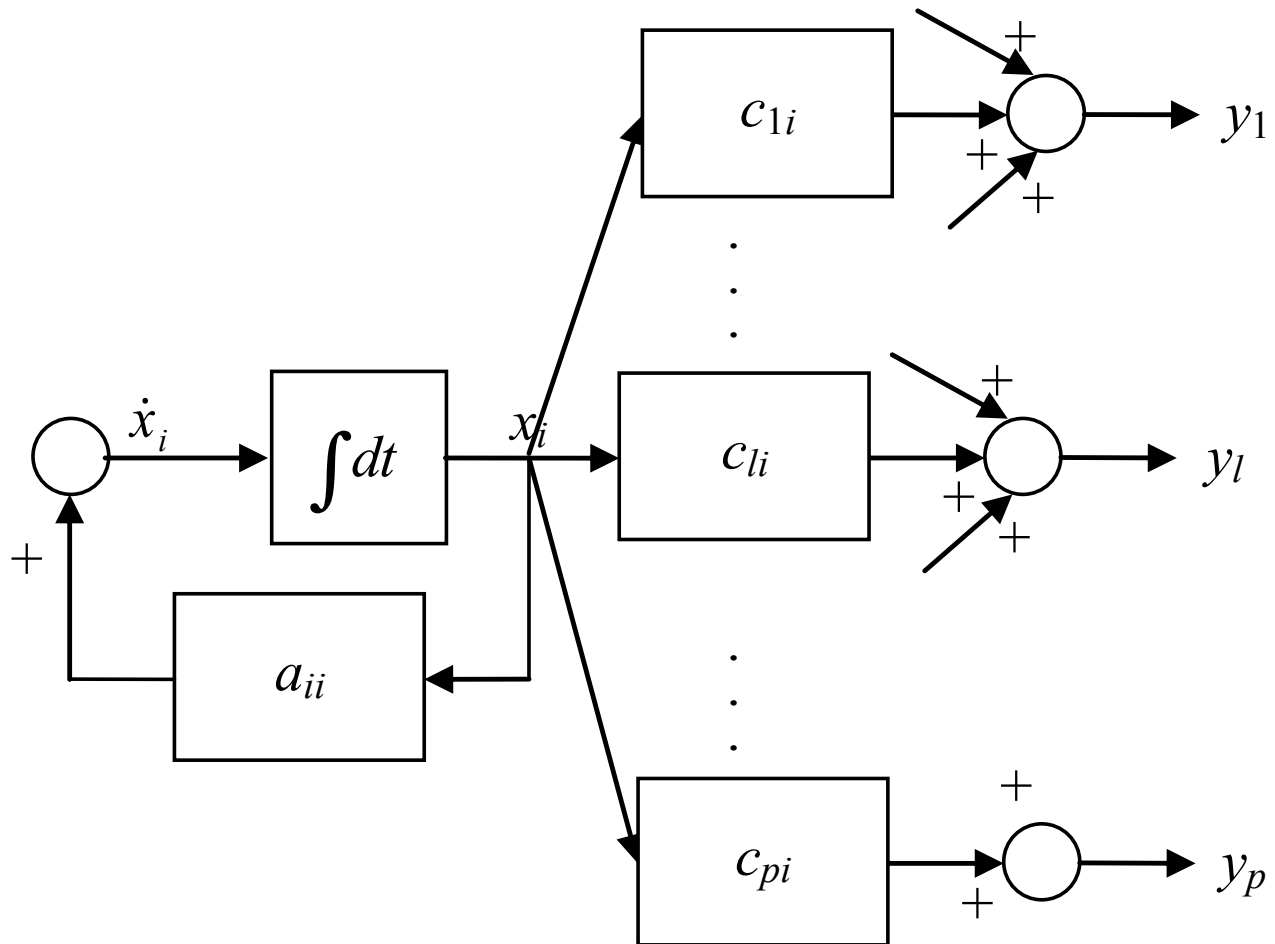 +
c₁ᵢ
y₁
+
+
.
.
.
+
ẋᵢ
∫dt
xᵢ
cₗᵢ
yₗ
+
+
+
aᵢᵢ
.
.
.
+
cₚᵢ
yₚ
+